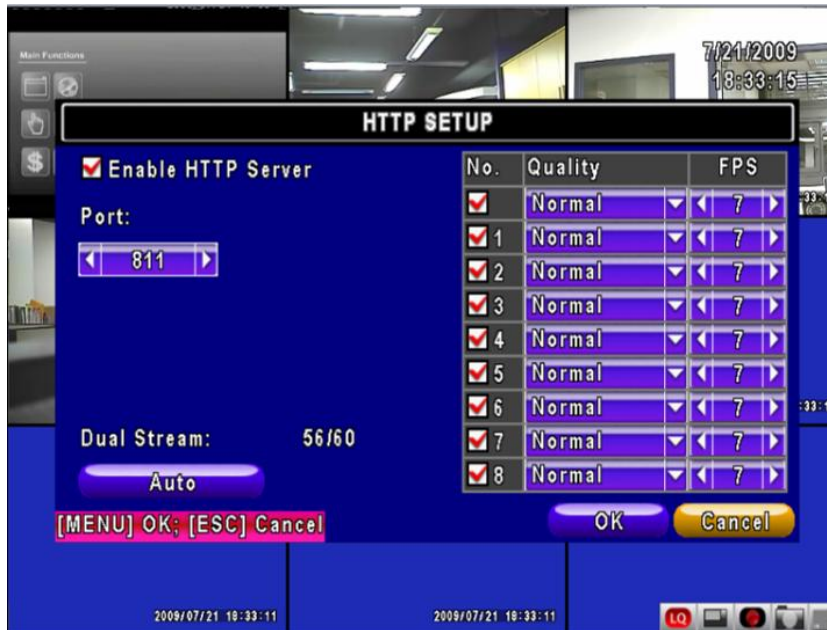 Main Functions
7/21/2009
18:33:15
HTTP SETUP
Enable HTTP Server
Port:
811
No. Quality FPS
Normal 7
1 Normal 7
2 Normal 7
3 Normal 7
4 Normal 7
5 Normal 7
6 Normal 7
7 Normal 7
8 Normal 7
Dual Stream: 56/60
Auto
[MENU] OK; [ESC] Cancel
OK Cancel
2009/07/21 18:33:11
2009/07/21 18:33:11
LQ